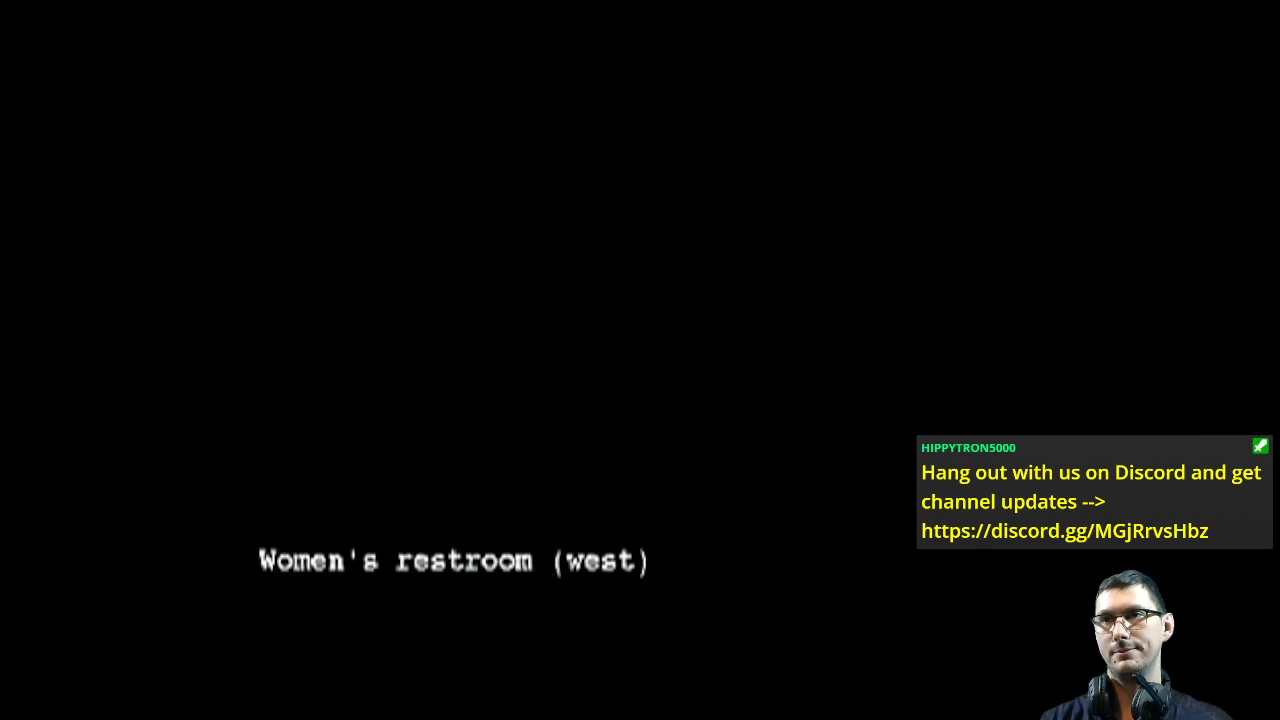 HIPPYTRON5000
Hang out with us on Discord and get
channel updates -->
https://discord.gg/MGjRrvsHbz
Women's restroom (west)